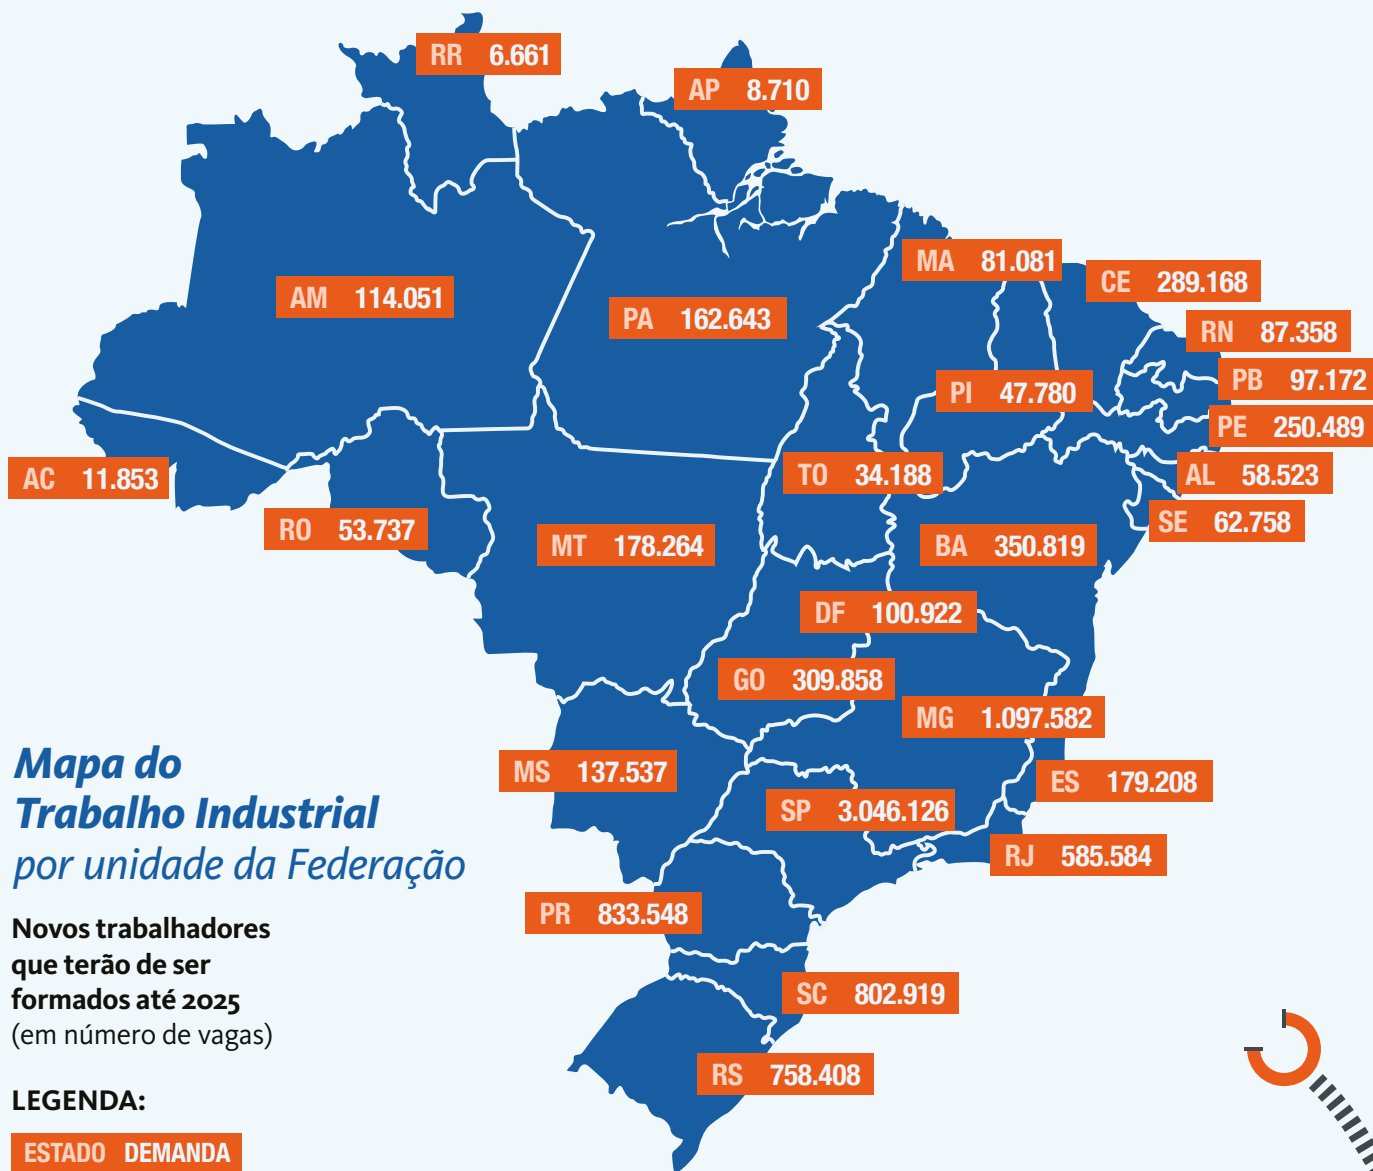 RR 6.661
AP 8.710
MA 81.081
CE 289.168
AM 114.051
PA 162.643
RN 87.358
PB 97.172
PI 47.780
PE 250.489
AC 11.853
TO 34.188
AL 58.523
RO 53.737
SE 62.758
MT 178.264
BA 350.819
DF 100.922
GO 309.858
MG 1.097.582
MS 137.537
ES 179.208
SP 3.046.126
RJ 585.584
PR 833.548
SC 802.919
RS 758.408
Mapa do
Trabalho Industrial
por unidade da Federação
Novos trabalhadores
que terão de ser
formados até 2025
(em número de vagas)
LEGENDA:
ESTADO DEMANDA